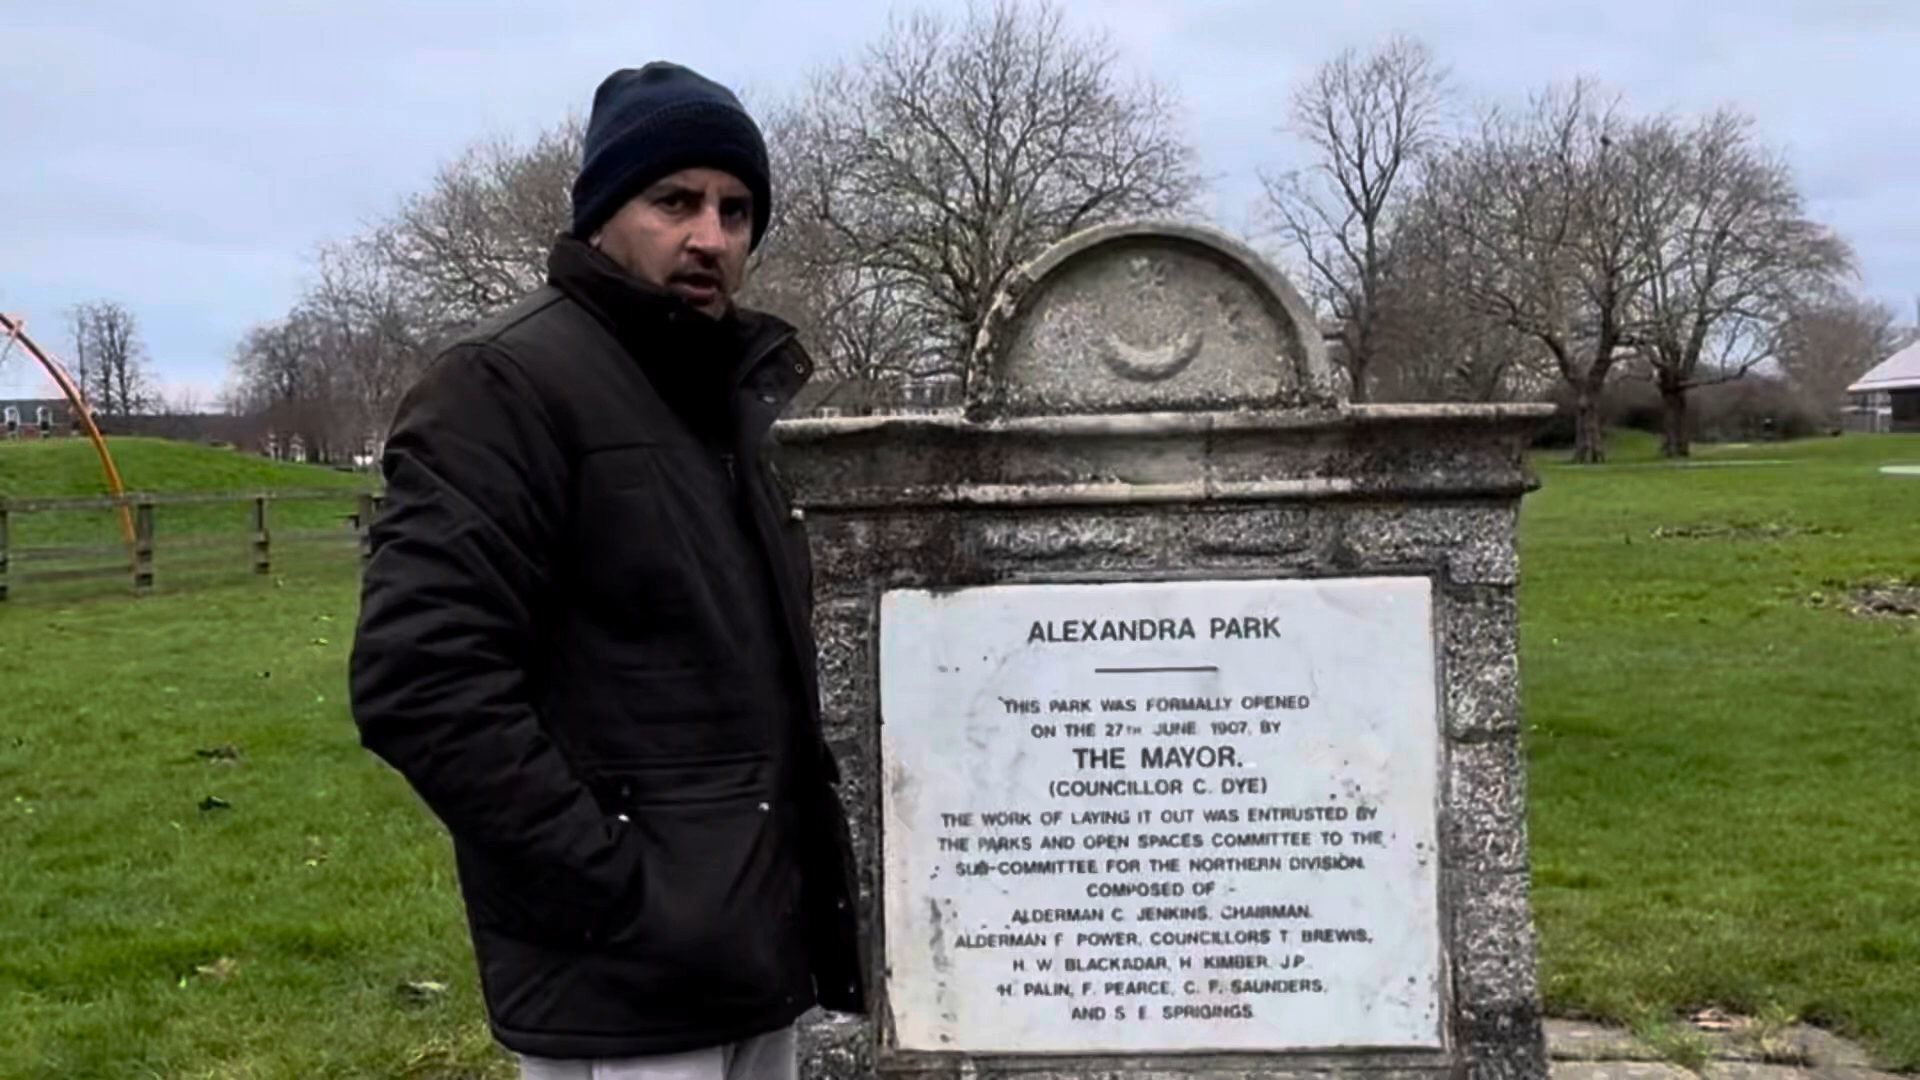 ALEXANDRA PARK
THIS PARK WAS FORMALLY OPENED
ON THE 27TH JUNE 1907, BY
THE MAYOR.
(COUNCILLOR C. DYE)
THE WORK OF LAYING IT OUT WAS ENTRUSTED BY
THE PARKS AND OPEN SPACES COMMITTEE TO THE
SUB-COMMITTEE FOR THE NORTHERN DIVISION.
COMPOSED OF -
ALDERMAN C. JENKINS. CHAIRMAN.
ALDERMAN F. POWER, COUNCILLORS T. BREWIS,
H. W. BLACKADAR, H. KIMBER. J.P.
H. PALIN, F. PEARCE, C. F. SAUNDERS,
AND S. E. SPRIGINGS.